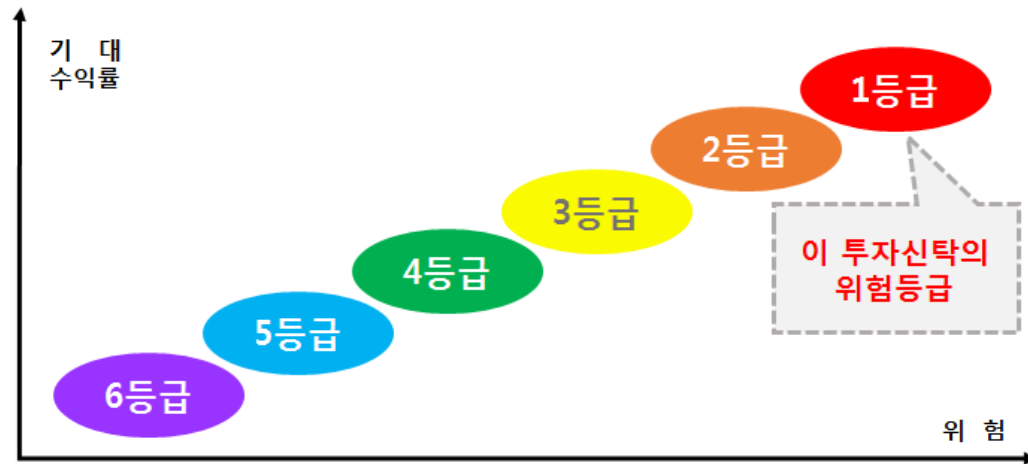 기 대
수익률
1등급
2등급
3등급
4등급
5등급
6등급
이 투자신탁의
위험등급
위 험